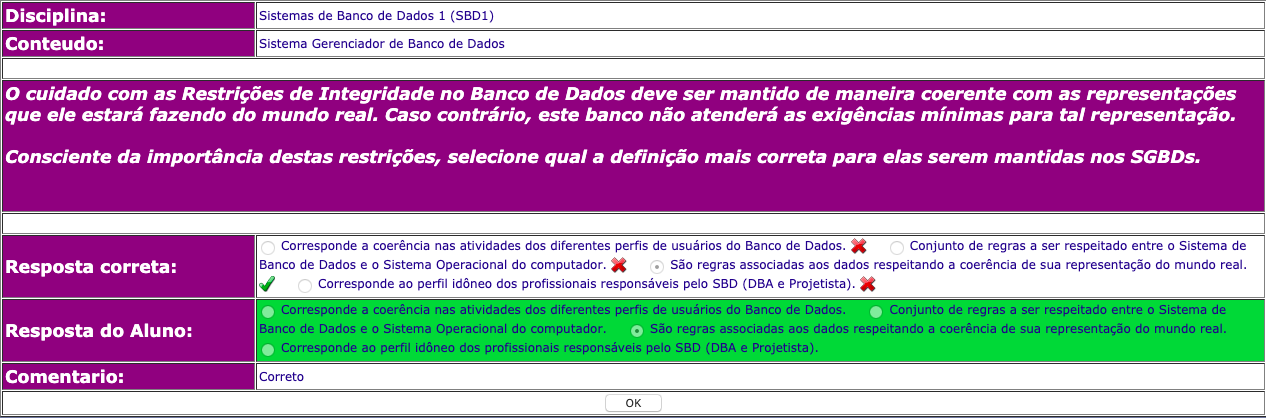 Disciplina: Sistemas de Banco de Dados 1 (SBD1)
Conteudo: Sistema Gerenciador de Banco de Dados
O cuidado com as Restrições de Integridade no Banco de Dados deve ser mantido de maneira coerente com as representações
que ele estará fazendo do mundo real. Caso contrário, este banco não atenderá as exigências mínimas para tal representação.
Consciente da importância destas restrições, selecione qual a definição mais correta para elas serem mantidas nos SGBDs.
Resposta correta:
Corresponde a coerência nas atividades dos diferentes perfis de usuários do Banco de Dados. Conjunto de regras a ser respeitado entre o Sistema de
Banco de Dados e o Sistema Operacional do computador. São regras associadas aos dados respeitando a coerência de sua representação do mundo real.
Corresponde ao perfil idôneo dos profissionais responsáveis pelo SBD (DBA e Projetista).
Resposta do Aluno:
Corresponde a coerência nas atividades dos diferentes perfis de usuários do Banco de Dados. Conjunto de regras a ser respeitado entre o Sistema de
Banco de Dados e o Sistema Operacional do computador. São regras associadas aos dados respeitando a coerência de sua representação do mundo real.
Corresponde ao perfil idôneo dos profissionais responsáveis pelo SBD (DBA e Projetista).
Comentario: Correto
OK